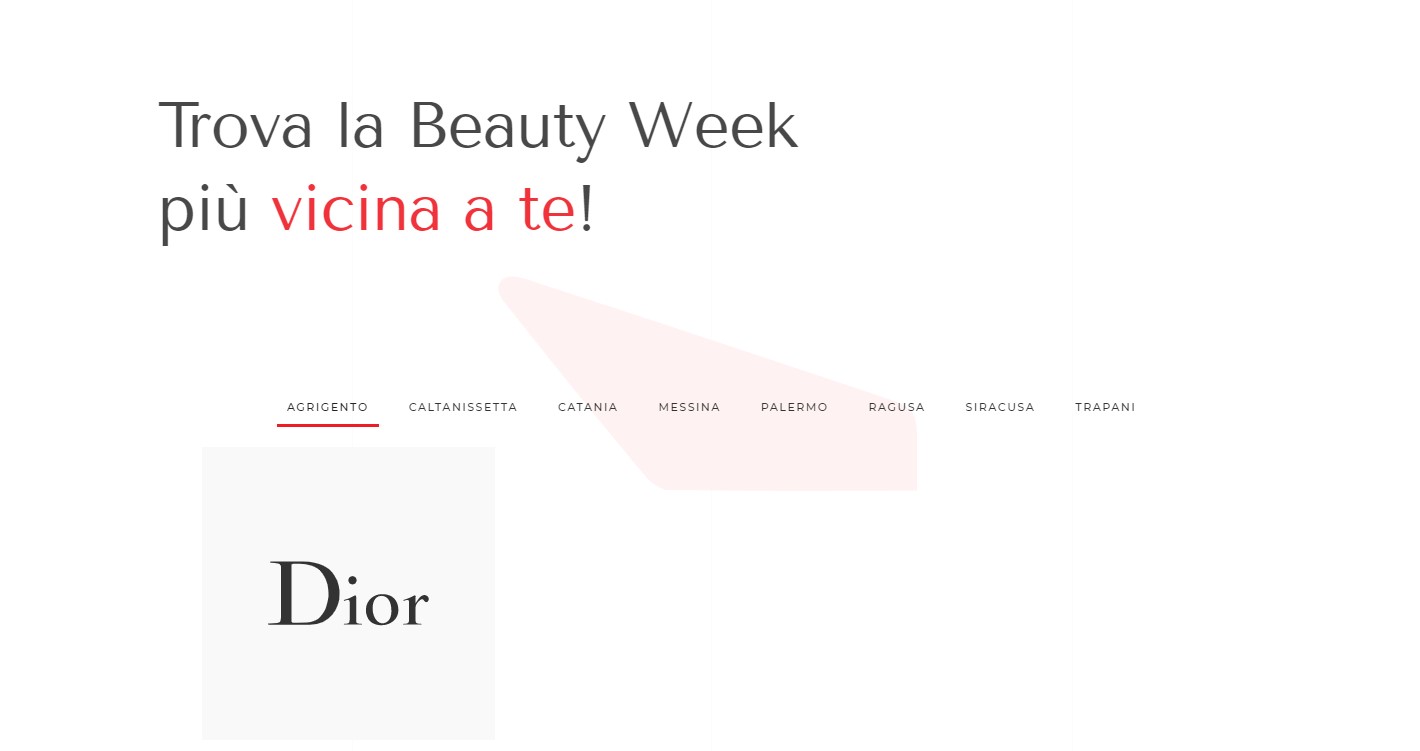 Trova la Beauty Week
più vicina a te!
AGRIGENTO CALTANISSETTA CATANIA MESSINA PALERMO RAGUSA SIRACUSA TRAPANI
Dior